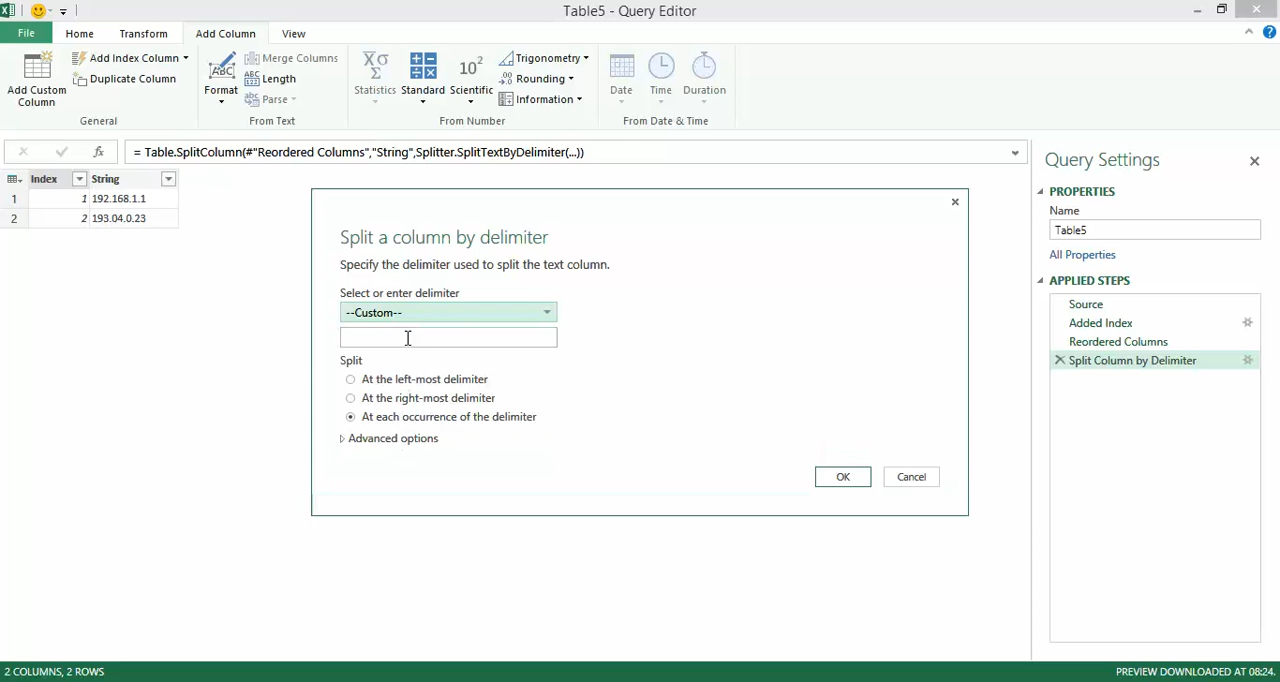 Table5 - Query Editor
File Home Transform Add Column View
Add Custom Column
Add Index Column
Duplicate Column
General
Format
Merge Columns
Length
Parse
From Text
Statistics
Standard
Scientific
Trigonometry
Rounding
Information
From Number
Date
Time
Duration
From Date & Time
= Table.SplitColumn(#"Reordered Columns","String",Splitter.SplitTextByDelimiter(...))
Index String
1 1 192.168.1.1
2 2 193.04.0.23
Split a column by delimiter
Specify the delimiter used to split the text column.
Select or enter delimiter
--Custom--
Split
At the left-most delimiter
At the right-most delimiter
At each occurrence of the delimiter
Advanced options
OK Cancel
Query Settings
PROPERTIES
Name
Table5
All Properties
APPLIED STEPS
Source
Added Index
Reordered Columns
Split Column by Delimiter
2 COLUMNS, 2 ROWS
PREVIEW DOWNLOADED AT 08:24.